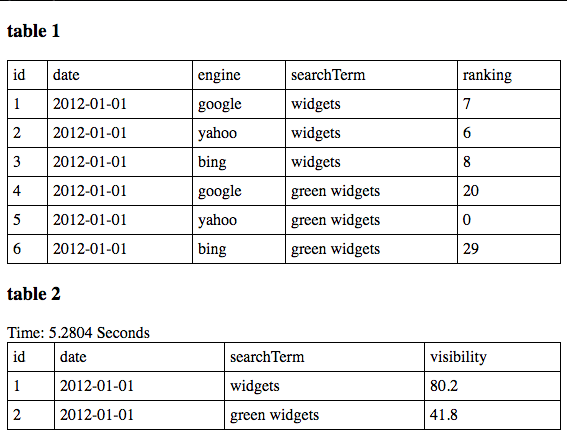 table 1
id date engine searchTerm ranking
1 2012-01-01 google widgets 7
2 2012-01-01 yahoo widgets 6
3 2012-01-01 bing widgets 8
4 2012-01-01 google green widgets 20
5 2012-01-01 yahoo green widgets 0
6 2012-01-01 bing green widgets 29
table 2
Time: 5.2804 Seconds
id date searchTerm visibility
1 2012-01-01 widgets 80.2
2 2012-01-01 green widgets 41.8